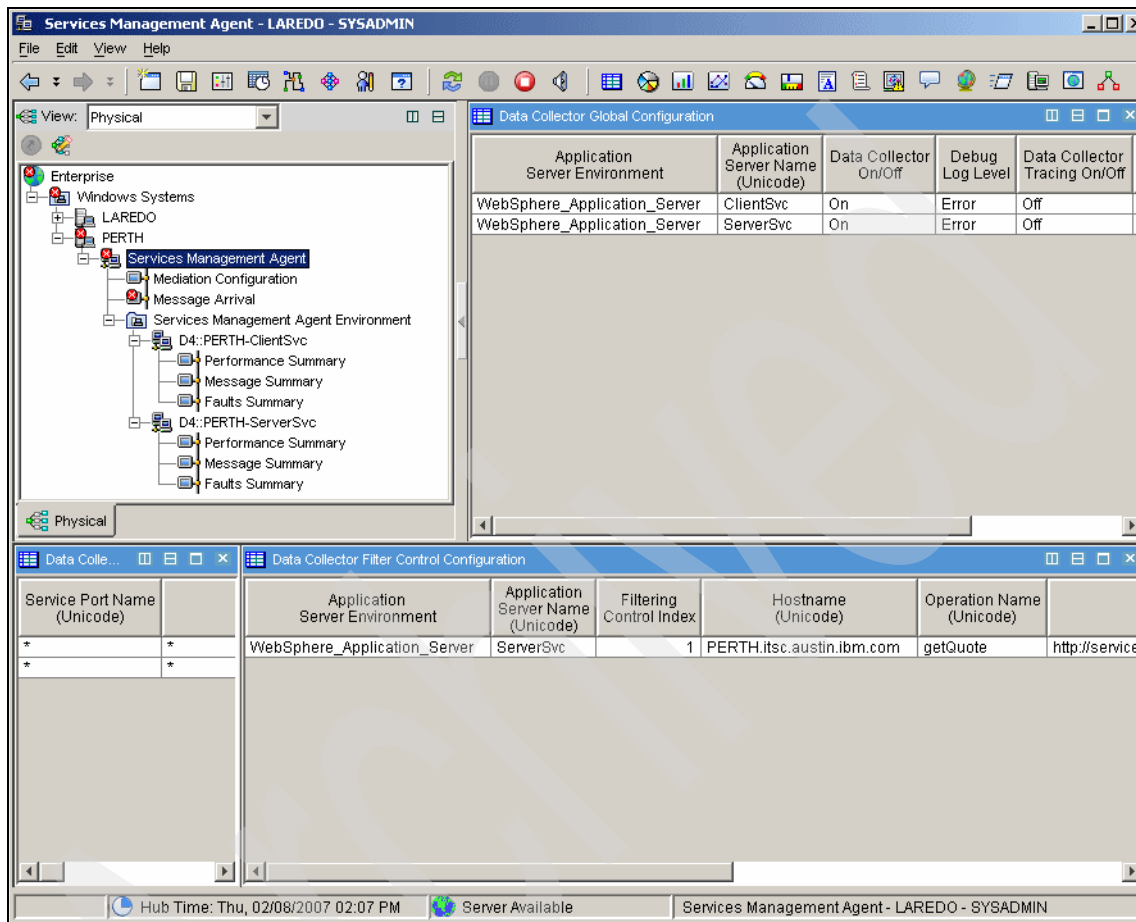 Services Management Agent - LAREDO - SYSADMIN
File Edit View Help
View: Physical
Enterprise
Windows Systems
LAREDO
PERTH
Services Management Agent
Mediation Configuration
Message Arrival
Services Management Agent Environment
D4::PERTH-ClientSvc
Performance Summary
Message Summary
Faults Summary
D4::PERTH-ServerSvc
Performance Summary
Message Summary
Faults Summary
Physical
Data Collector Global Configuration
Application Server Environment
Application Server Name (Unicode)
Data Collector On/Off
Debug Log Level
Data Collector Tracing On/Off
WebSphere_Application_Server ClientSvc On Error Off
WebSphere_Application_Server ServerSvc On Error Off
Data Colle...
Service Port Name (Unicode)
* *
* *
Data Collector Filter Control Configuration
Application Server Environment
Application Server Name (Unicode)
Filtering Control Index
Hostname (Unicode)
Operation Name (Unicode)
WebSphere_Application_Server ServerSvc 1 PERTH.itsc.austin.ibm.com getQuote http://service
Hub Time: Thu, 02/08/2007 02:07 PM
Server Available
Services Management Agent - LAREDO - SYSADMIN